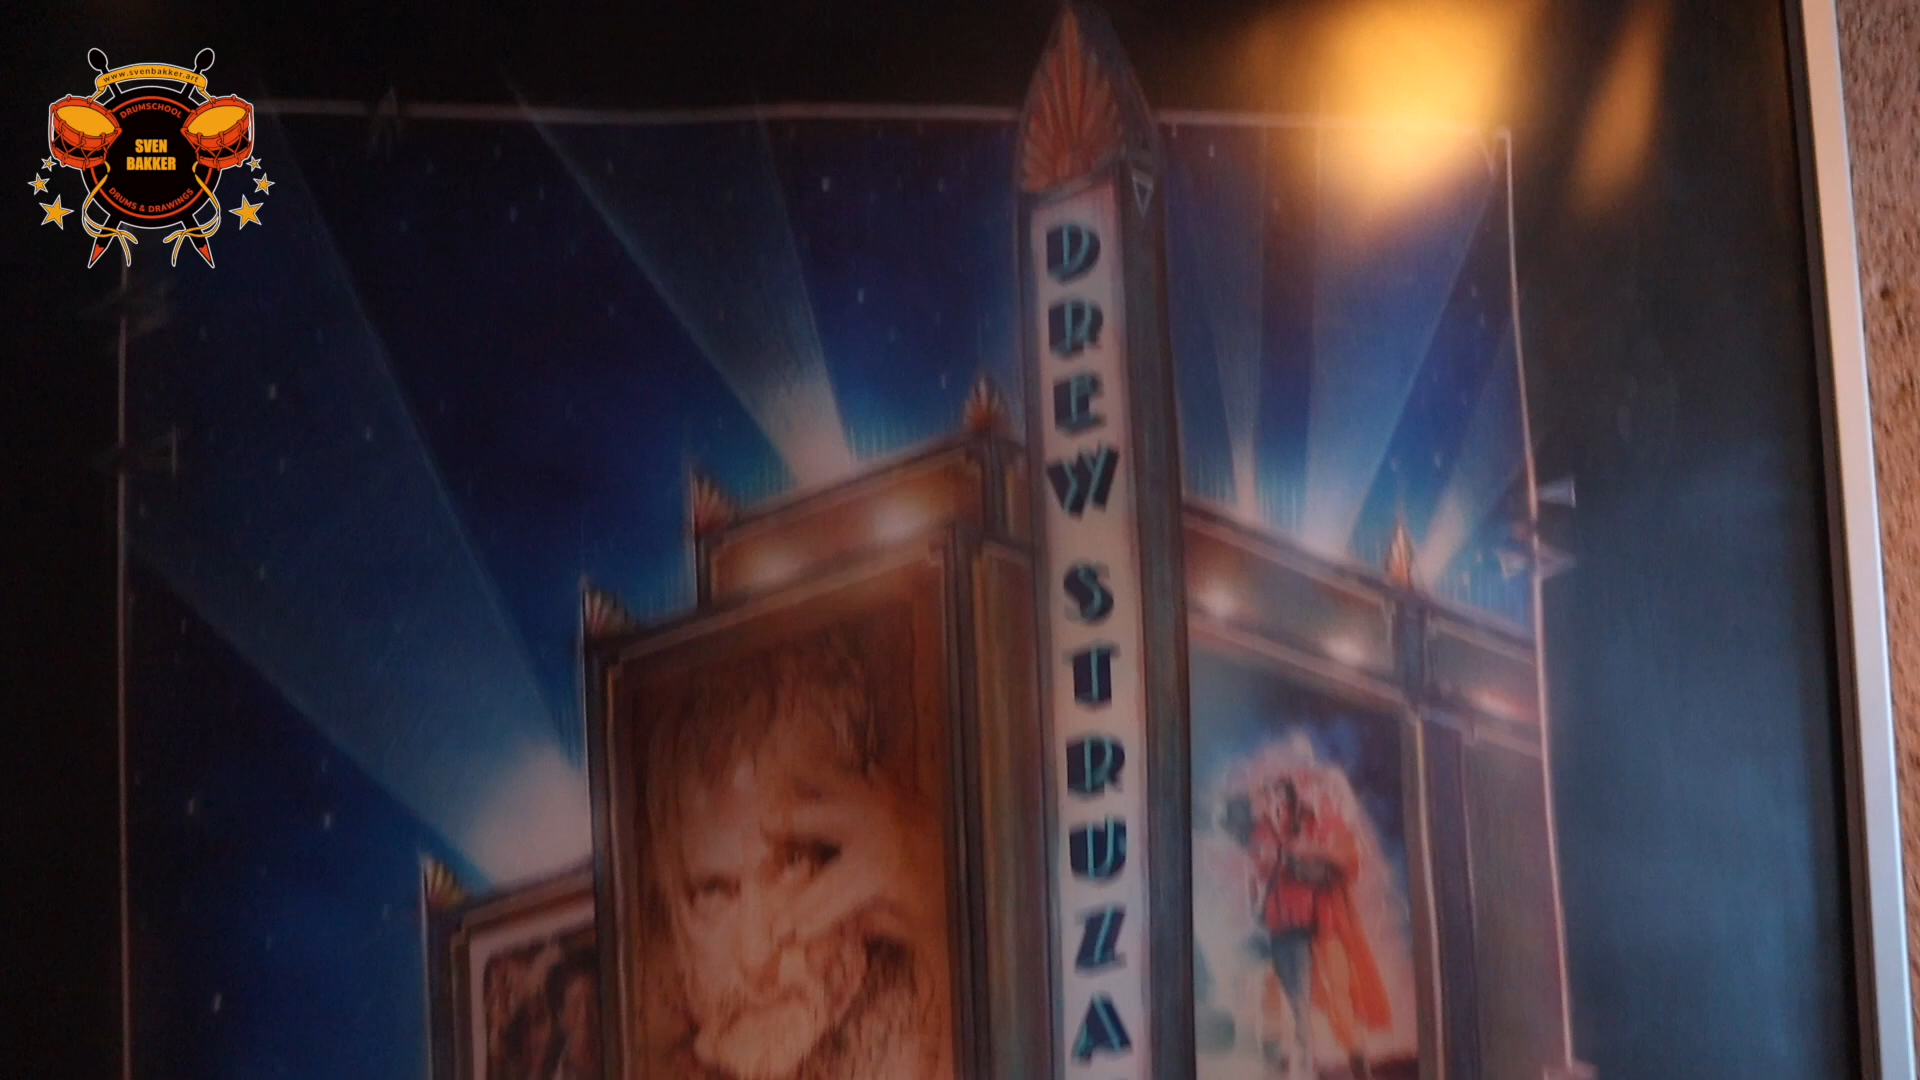 www.svenbakker.art
DRUMSCHOOL
SVEN
BAKKER
DRUMS & DRAWINGS
DREW STRUZA